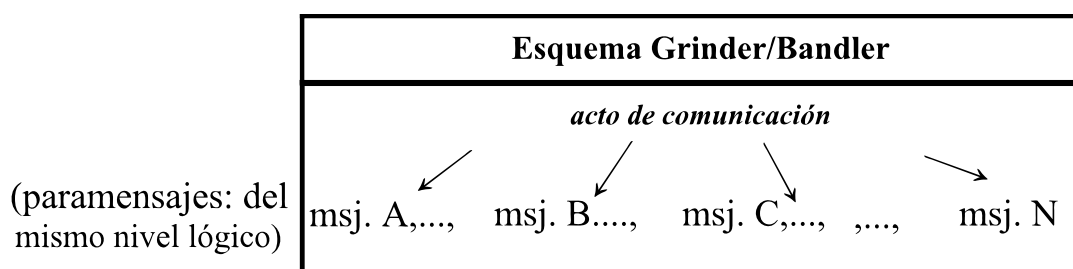 Esquema Grinder/Bandler
acto de comunicación
(paramensajes: del
mismo nivel lógico)
msj. A,..., msj. B...., msj. C,..., ,..., msj. N